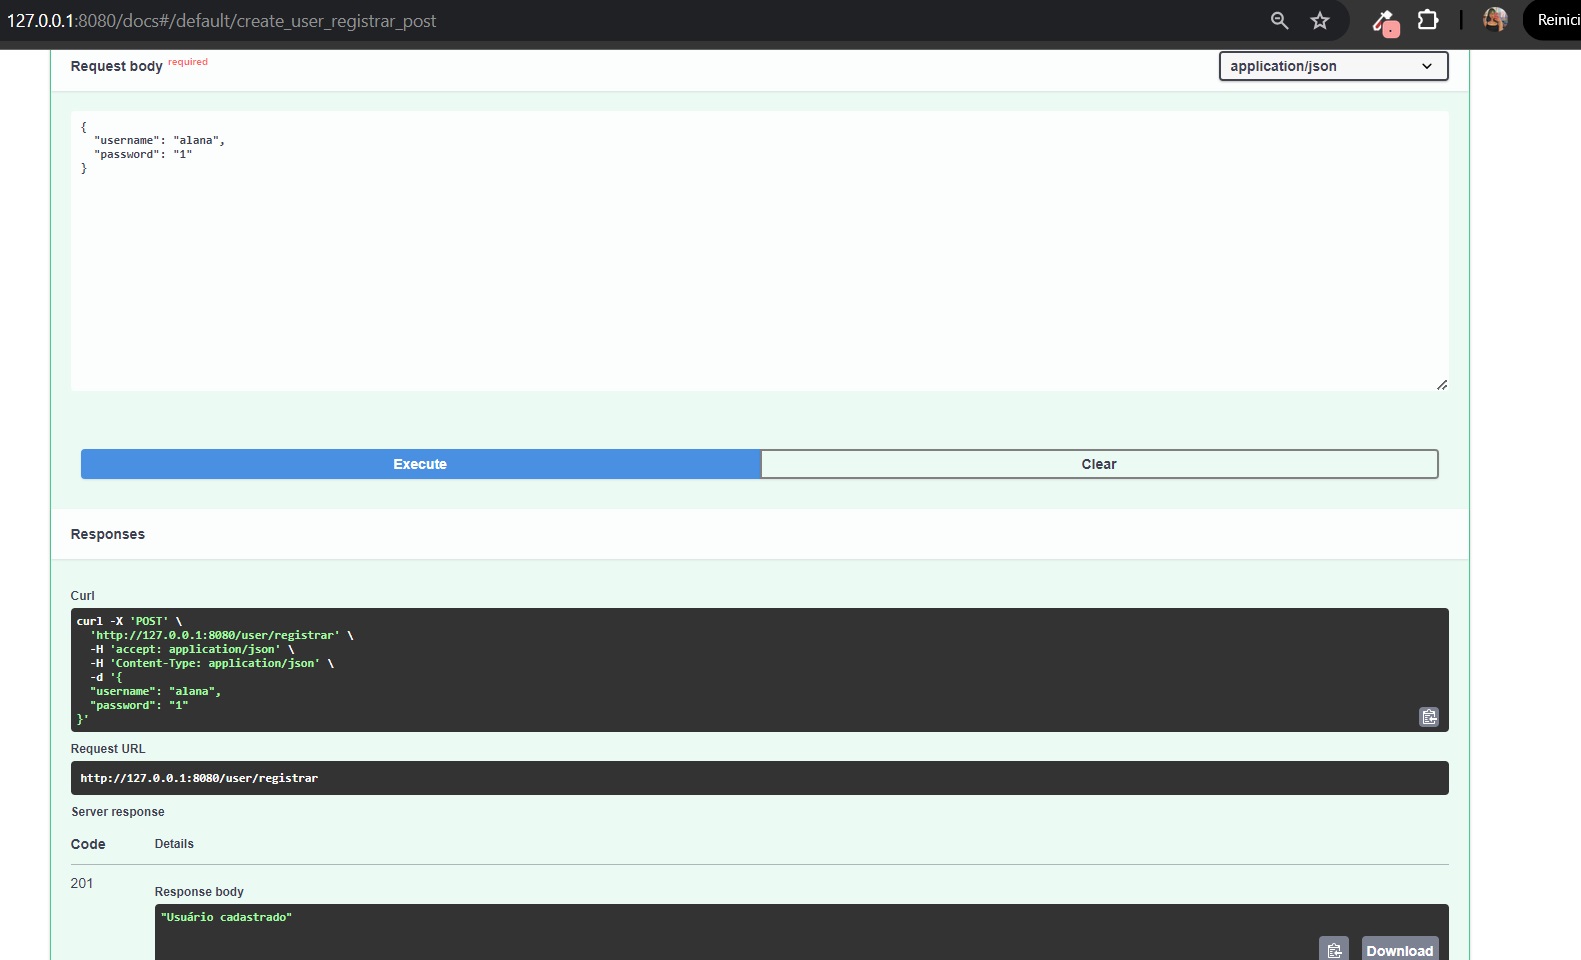 127.0.0.1:8080/docs#/default/create_user_registrar_post
Reinici
Request body required
application/json
{
"username": "alana",
"password": "1"
}
Execute
Clear
Responses
Curl
curl -X 'POST' \
'http://127.0.0.1:8080/user/registrar' \
-H 'accept: application/json' \
-H 'Content-Type: application/json' \
-d '{
"username": "alana",
"password": "1"
}'
Request URL
http://127.0.0.1:8080/user/registrar
Server response
Code Details
201
Response body
"Usuário cadastrado"
Download